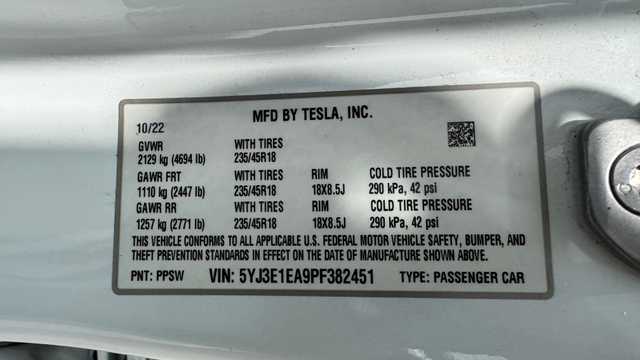 MFD BY TESLA, INC.
10/22
GVWR WITH TIRES
2129 kg (4694 lb) 235/45R18
GAWR FRT WITH TIRES RIM COLD TIRE PRESSURE
1110 kg (2447 lb) 235/45R18 18X8.5J 290 kPa, 42 psi
GAWR RR WITH TIRES RIM COLD TIRE PRESSURE
1257 kg (2771 lb) 235/45R18 18X8.5J 290 kPa, 42 psi
THIS VEHICLE CONFORMS TO ALL APPLICABLE U.S. FEDERAL MOTOR VEHICLE SAFETY, BUMPER, AND
THEFT PREVENTION STANDARDS IN EFFECT ON THE DATE OF MANUFACTURE SHOWN ABOVE.
PNT: PPSW VIN: 5YJ3E1EA9PF382451 TYPE: PASSENGER CAR